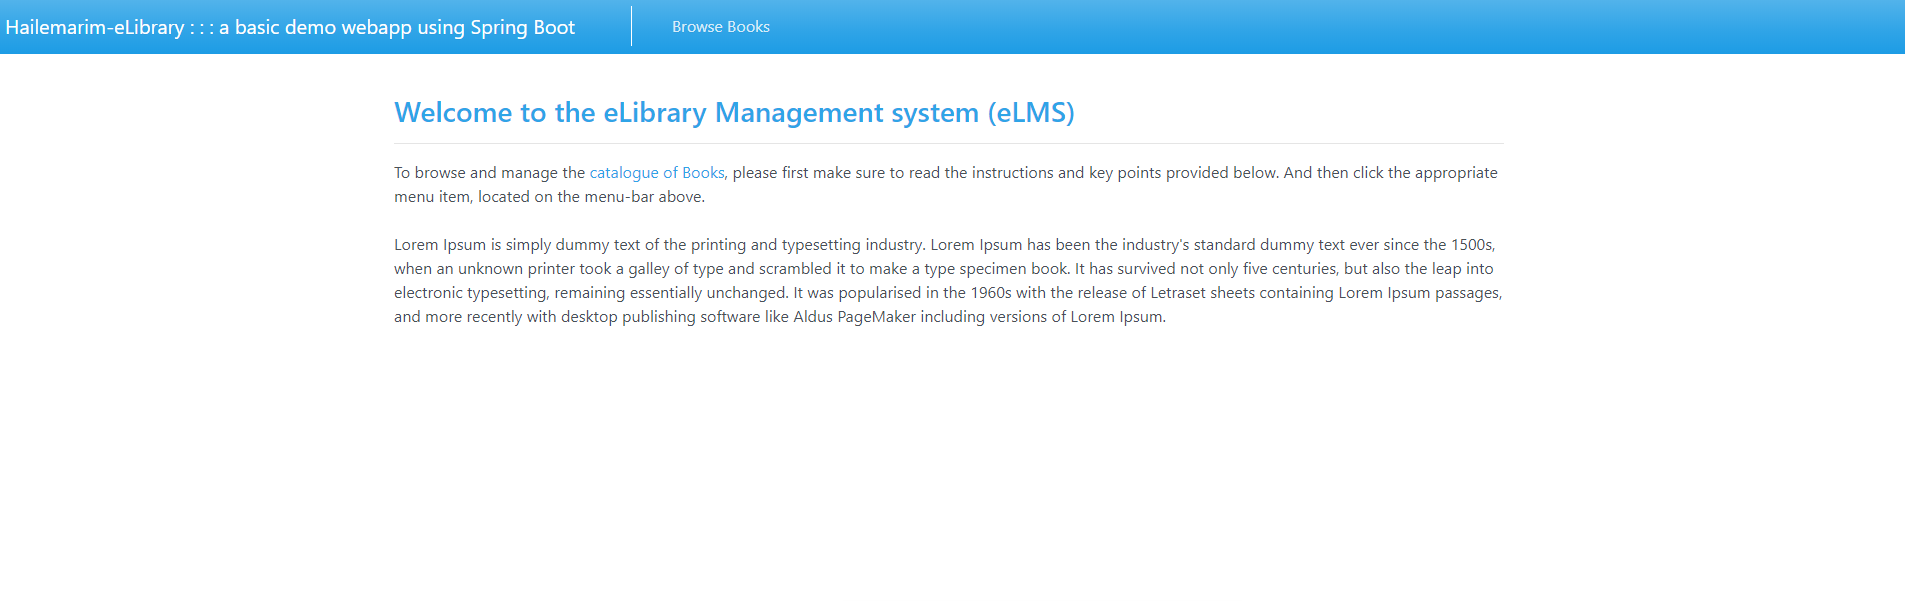 Hailemarim-eLibrary : : : a basic demo webapp using Spring Boot
Browse Books
Welcome to the eLibrary Management system (eLMS)
To browse and manage the catalogue of Books, please first make sure to read the instructions and key points provided below. And then click the appropriate
menu item, located on the menu-bar above.
Lorem Ipsum is simply dummy text of the printing and typesetting industry. Lorem Ipsum has been the industry's standard dummy text ever since the 1500s,
when an unknown printer took a galley of type and scrambled it to make a type specimen book. It has survived not only five centuries, but also the leap into
electronic typesetting, remaining essentially unchanged. It was popularised in the 1960s with the release of Letraset sheets containing Lorem Ipsum passages,
and more recently with desktop publishing software like Aldus PageMaker including versions of Lorem Ipsum.